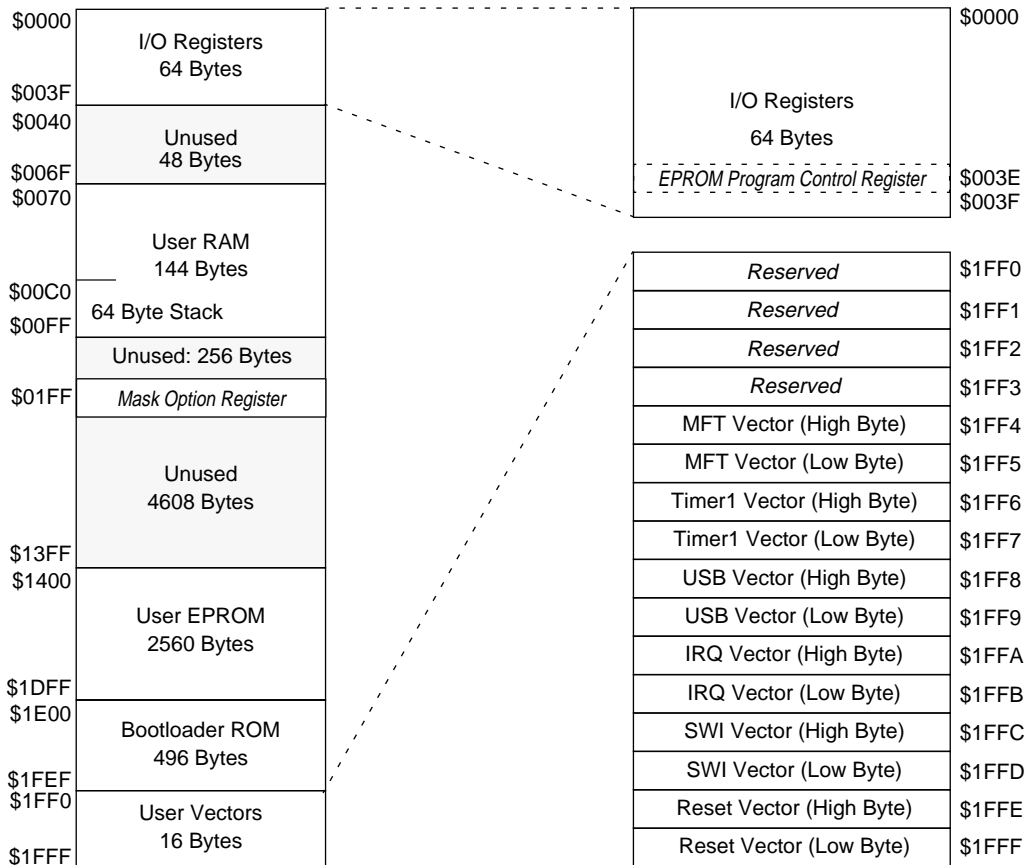 $0000
I/O Registers
64 Bytes
$003F
$0040
Unused
48 Bytes
$006F
$0070
User RAM
144 Bytes
$00C0
64 Byte Stack
$00FF
Unused: 256 Bytes
$01FF
Mask Option Register
Unused
4608 Bytes
$13FF
$1400
User EPROM
2560 Bytes
$1DFF
$1E00
Bootloader ROM
496 Bytes
$1FEF
$1FF0
User Vectors
16 Bytes
$1FFF
$0000
I/O Registers
64 Bytes
EPROM Program Control Register $003E
$003F
Reserved $1FF0
Reserved $1FF1
Reserved $1FF2
Reserved $1FF3
MFT Vector (High Byte) $1FF4
MFT Vector (Low Byte) $1FF5
Timer1 Vector (High Byte) $1FF6
Timer1 Vector (Low Byte) $1FF7
USB Vector (High Byte) $1FF8
USB Vector (Low Byte) $1FF9
IRQ Vector (High Byte) $1FFA
IRQ Vector (Low Byte) $1FFB
SWI Vector (High Byte) $1FFC
SWI Vector (Low Byte) $1FFD
Reset Vector (High Byte) $1FFE
Reset Vector (Low Byte) $1FFF